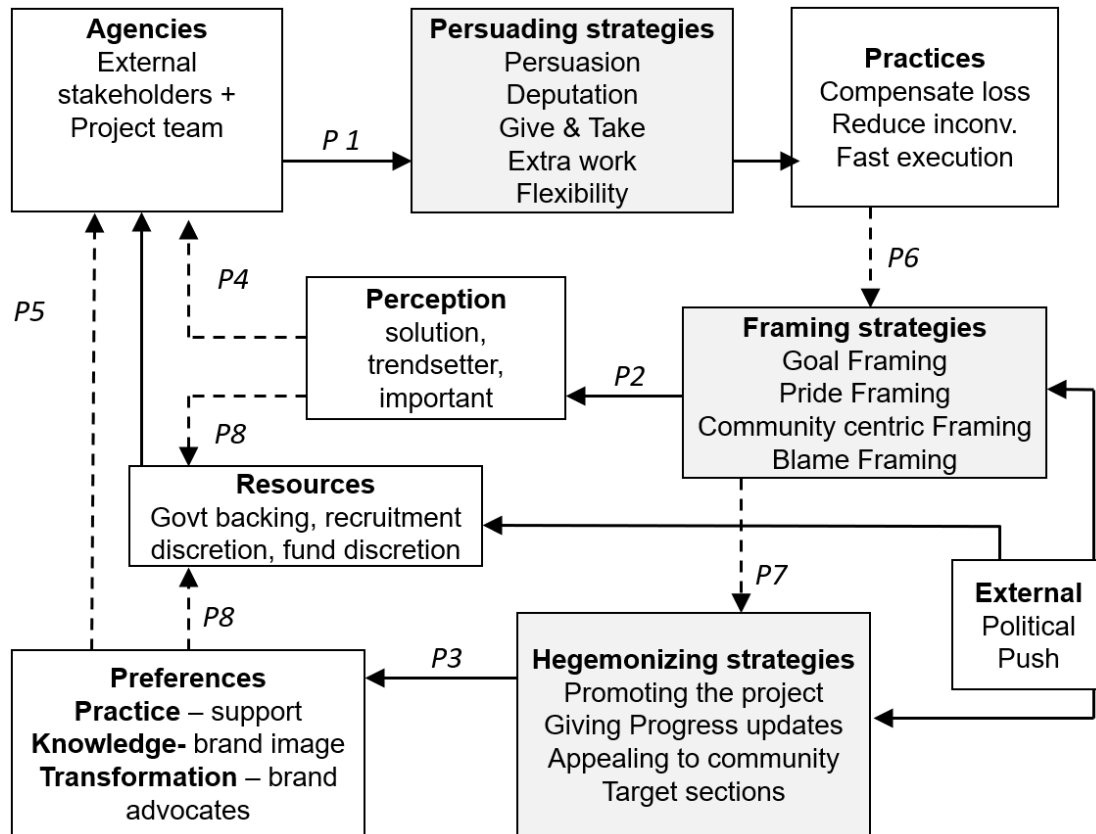 Agencies
External
stakeholders +
Project team
P 1
Persuading strategies
Persuasion
Deputation
Give & Take
Extra work
Flexibility
Practices
Compensate loss
Reduce inconv.
Fast execution
P6
P5
P4
Perception
solution,
trendsetter,
important
P2
Framing strategies
Goal Framing
Pride Framing
Community centric Framing
Blame Framing
P8
Resources
Govt backing, recruitment
discretion, fund discretion
P7
External
Political
Push
P8
Preferences
Practice – support
Knowledge- brand image
Transformation – brand
advocates
P3
Hegemonizing strategies
Promoting the project
Giving Progress updates
Appealing to community
Target sections